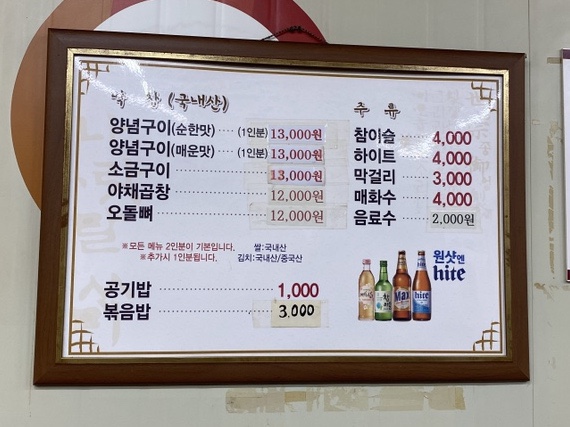 막 창 (국내산)
양념구이(순한맛) ···· (1인분) 13,000원
양념구이(매운맛) ···· (1인분) 13,000원
소금구이 ···· 13,000원
야채곱창 ···· 12,000원
오돌뼈 ···· 12,000원
※모든 메뉴 2인분이 기본입니다. 쌀:국내산
※추가시 1인분됩니다. 김치:국내산/중국산
공기밥 ···· 1,000
볶음밥 ···· 3,000
주 류
참이슬 ···· 4,000
하이트 ···· 4,000
막걸리 ···· 3,000
매화수 ···· 4,000
음료수 ···· 2,000원
원샷엔
hite
Max
hite